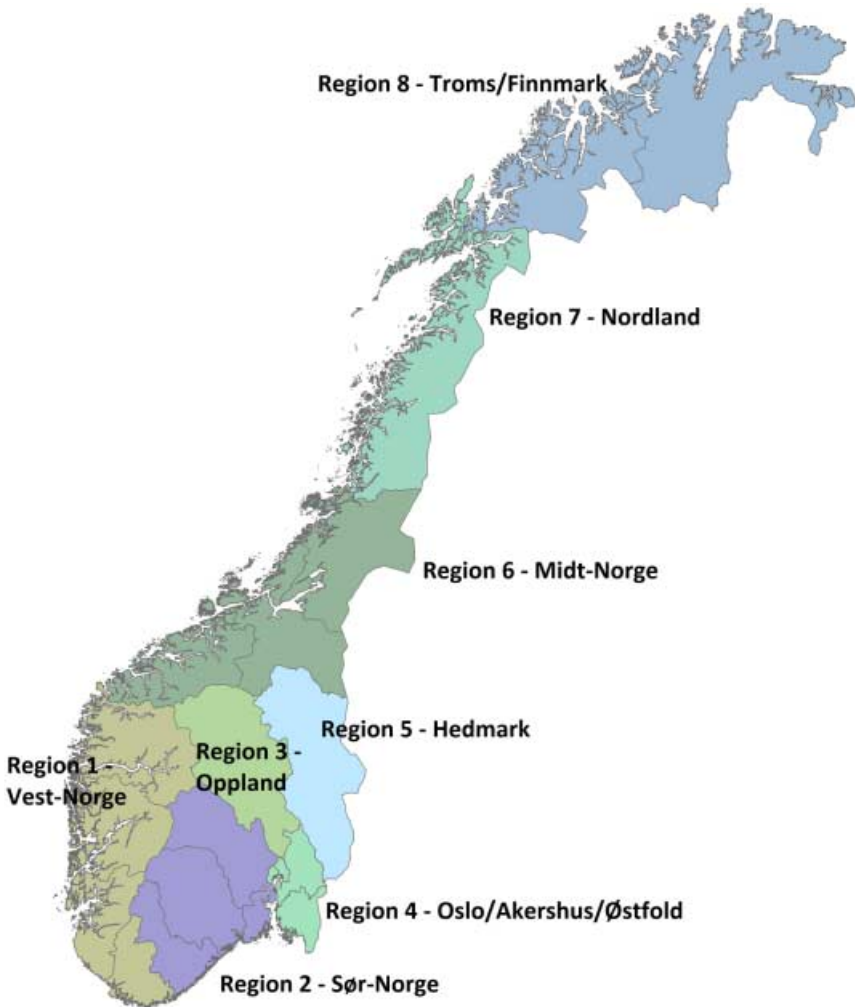 Region 8 - Troms/Finnmark
Region 7 - Nordland
Region 6 - Midt-Norge
Region 5 - Hedmark
Region 3 -
Oppland
Region 1 -
Vest-Norge
Region 4 - Oslo/Akershus/Østfold
Region 2 - Sør-Norge